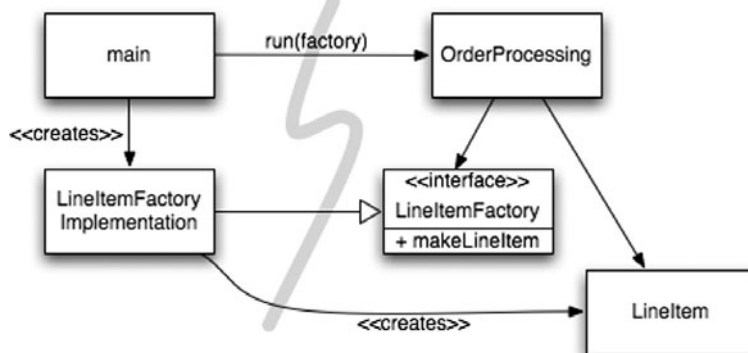 main
run(factory)
OrderProcessing
<<creates>>
LineItemFactory
Implementation
<<interface>>
LineItemFactory
+ makeLineItem
<<creates>>
LineItem